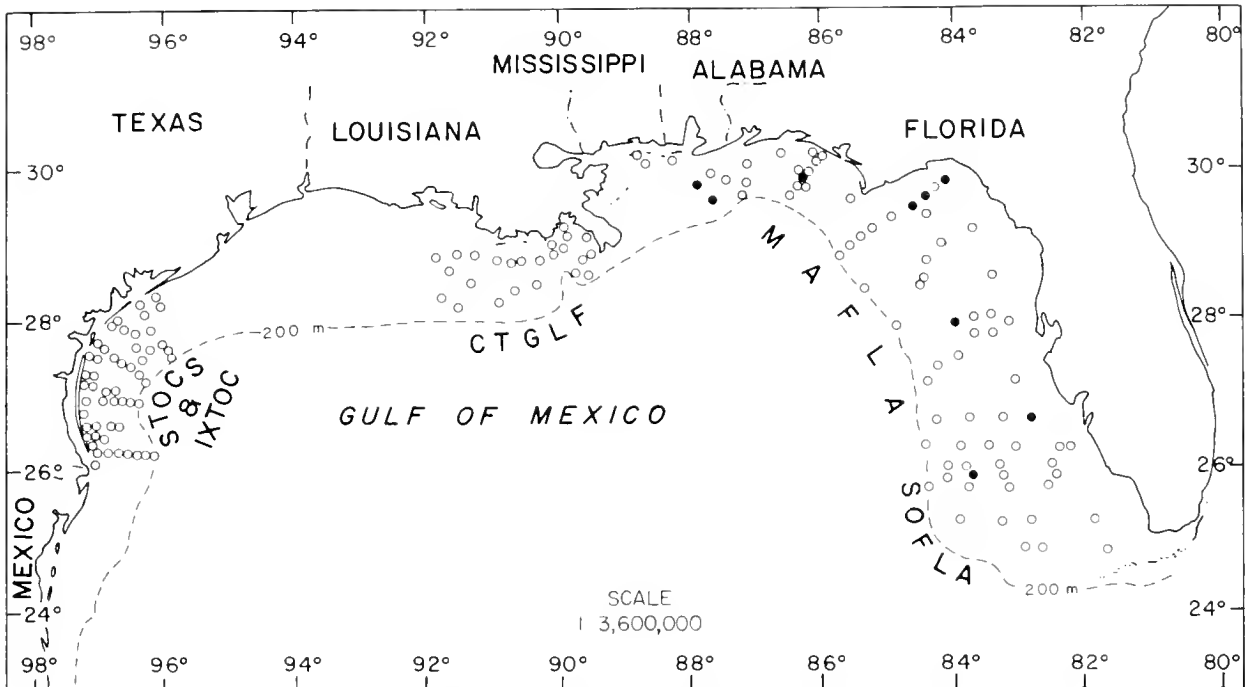 98° 96° 94° 92° 90° 88° 86° 84° 82° 80°
MISSISSIPPI ALABAMA
TEXAS LOUISIANA FLORIDA
30° 30°
MAFLA
28° 28°
200 m
CTGLF
STOCS
&
IXTOC
GULF OF MEXICO
26° 26°
SOFLA
MEXICO
200 m
SCALE
1 3,600,000
24° 24°
98° 96° 94° 92° 90° 88° 86° 84° 82° 80°